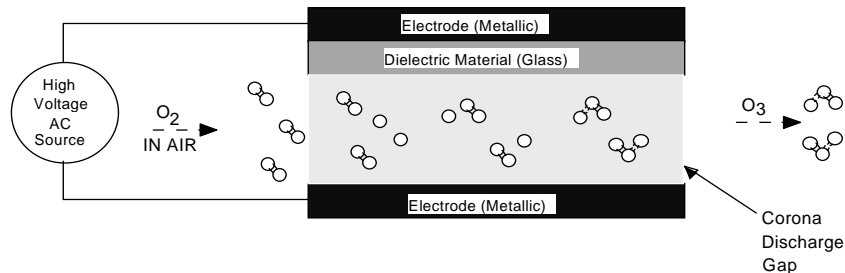 Electrode (Metallic)
Dielectric Material (Glass)
High
Voltage
AC
Source
O2
IN AIR
O3
Electrode (Metallic)
Corona
Discharge
Gap